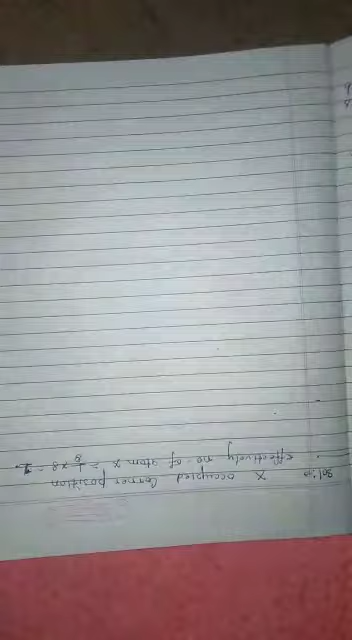 Sol:⇒ X occupied Corner position
effectively no. of atom X = 1/8 × 8 = 1